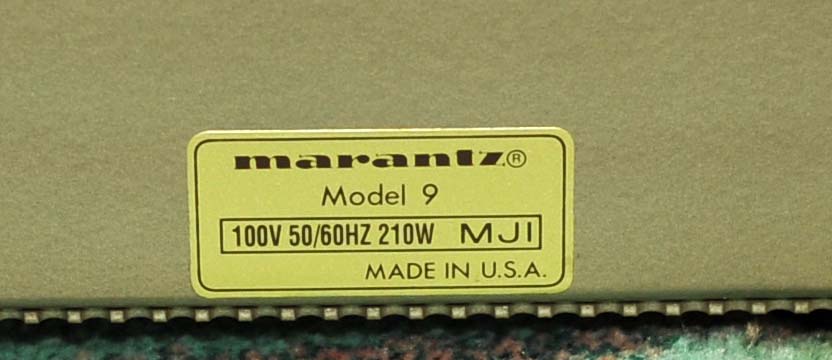 marantz®
Model 9
100V 50/60HZ 210W MJI
MADE IN U.S.A.